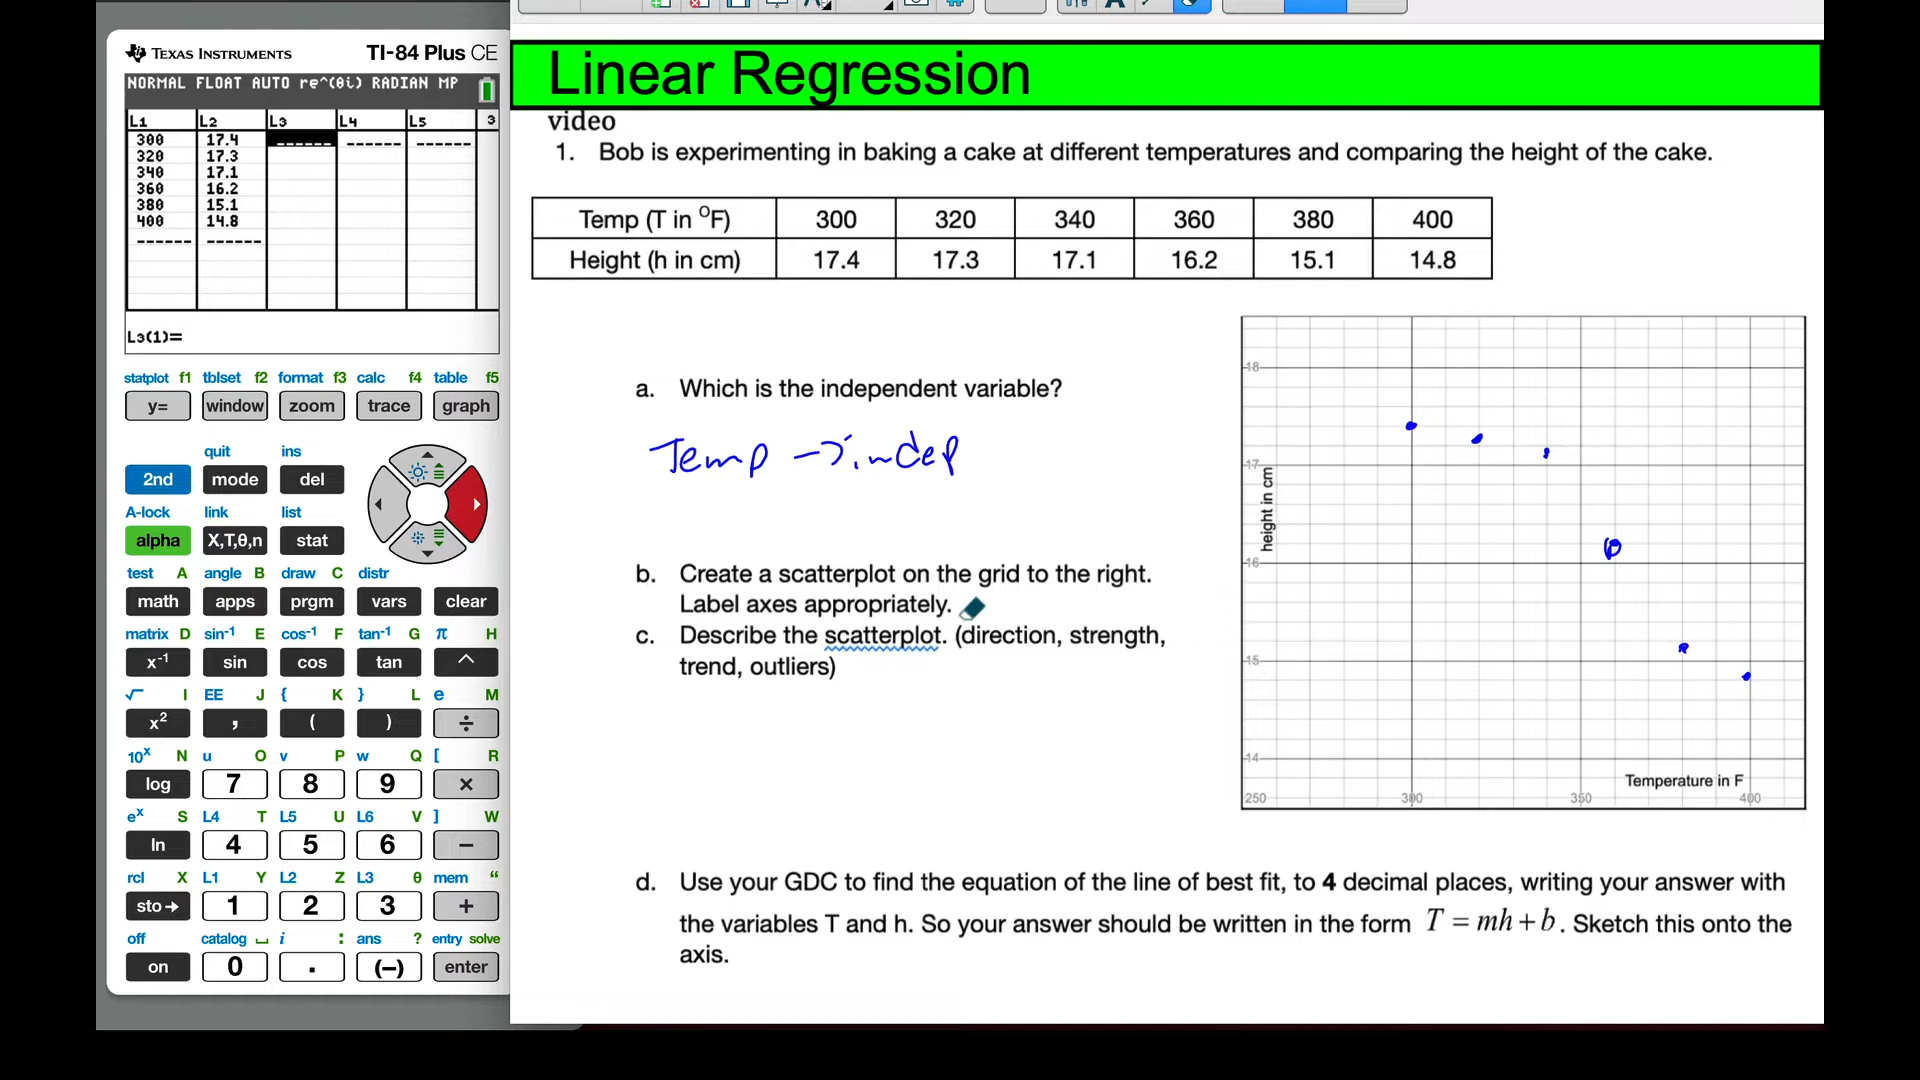 TEXAS INSTRUMENTS TI-84 Plus CE
NORMAL FLOAT AUTO re^(θi) RADIAN MP
L1 L2 L3 L4 L5 3
300 17.4 ------ ------ ------
320 17.3
340 17.1
360 16.2
380 15.1
400 14.8
------ ------
L3(1)=
statplot f1 tblset f2 format f3 calc f4 table f5
y= window zoom trace graph
quit ins
2nd mode del
A-lock link list
alpha X,T,θ,n stat
test A angle B draw C distr
math apps prgm vars clear
matrix D sin-1 E cos-1 F tan-1 G π H
x-1 sin cos tan ^
√ I EE J { K } L e M
x2 , ( ) ÷
10x N u O v P w Q [ R
log 7 8 9 ×
ex S L4 T L5 U L6 V ] W
ln 4 5 6 −
rcl X L1 Y L2 Z L3 θ mem “
sto→ 1 2 3 +
off catalog ␣ i : ans ? entry solve
on 0 . (−) enter
Linear Regression
video
1. Bob is experimenting in baking a cake at different temperatures and comparing the height of the cake.
Temp (T in OF) 300 320 340 360 380 400
Height (h in cm) 17.4 17.3 17.1 16.2 15.1 14.8
a. Which is the independent variable?
Temp → indep
b. Create a scatterplot on the grid to the right.
Label axes appropriately.
c. Describe the scatterplot. (direction, strength,
trend, outliers)
18
17
height in cm
16
15
14
Temperature in F
250 300 350 400
d. Use your GDC to find the equation of the line of best fit, to 4 decimal places, writing your answer with
the variables T and h. So your answer should be written in the form T = mh + b. Sketch this onto the
axis.